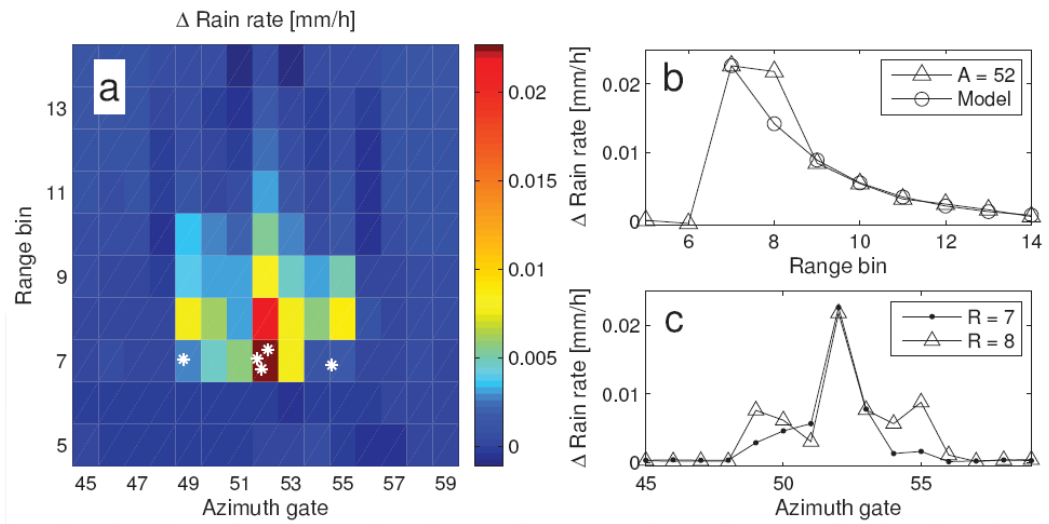 Δ Rain rate [mm/h]
a
Range bin
13
11
9
7
5
45 47 49 51 53 55 57 59
Azimuth gate
0.02
0.015
0.01
0.005
0
b
Δ Rain rate [mm/h]
0.02
0.01
0
6 8 10 12 14
Range bin
A = 52
Model
c
Δ Rain rate [mm/h]
0.02
0.01
0
45 50 55
Azimuth gate
R = 7
R = 8